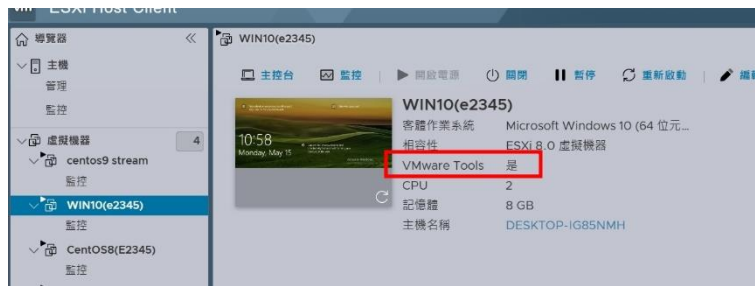 ESXi Host Client
導覽器
主機
管理
監控
虛擬機器 4
centos9 stream
監控
WIN10(e2345)
監控
CentOS8(E2345)
監控
WIN10(e2345)
主控台 監控 開啟電源 關閉 暫停 重新啟動
10:58
Monday, May 15
WIN10(e2345)
客體作業系統 Microsoft Windows 10 (64 位元...
相容性 ESXi 8.0 虛擬機器
VMware Tools 是
CPU 2
記憶體 8 GB
主機名稱 DESKTOP-IG85NMH